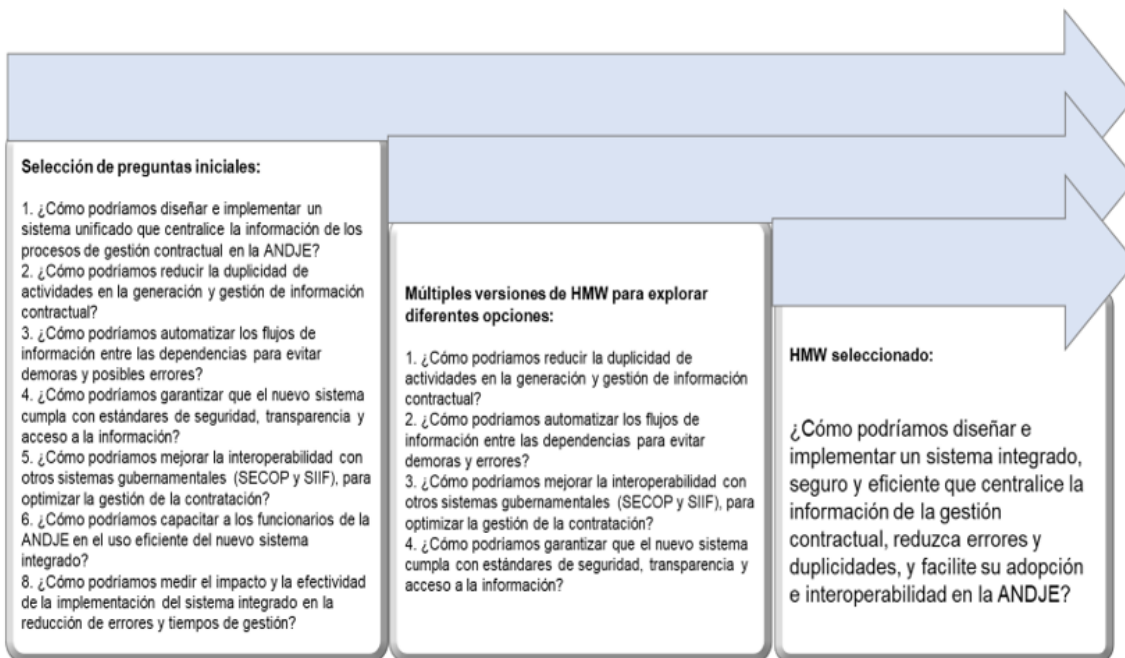 Selección de preguntas iniciales:
1. ¿Cómo podríamos diseñar e implementar un
sistema unificado que centralice la información de los
procesos de gestión contractual en la ANDJE?
2. ¿Cómo podríamos reducir la duplicidad de
actividades en la generación y gestión de información
contractual?
3. ¿Cómo podríamos automatizar los flujos de
información entre las dependencias para evitar
demoras y posibles errores?
4. ¿Cómo podríamos garantizar que el nuevo sistema
cumpla con estándares de seguridad, transparencia y
acceso a la información?
5. ¿Cómo podríamos mejorar la interoperabilidad con
otros sistemas gubernamentales (SECOP y SIIF), para
optimizar la gestión de la contratación?
6. ¿Cómo podríamos capacitar a los funcionarios de la
ANDJE en el uso eficiente del nuevo sistema
integrado?
8. ¿Cómo podríamos medir el impacto y la efectividad
de la implementación del sistema integrado en la
reducción de errores y tiempos de gestión?
Múltiples versiones de HMW para explorar
diferentes opciones:
1. ¿Cómo podríamos reducir la duplicidad de
actividades en la generación y gestión de información
contractual?
2. ¿Cómo podríamos automatizar los flujos de
información entre las dependencias para evitar
demoras y errores?
3. ¿Cómo podríamos mejorar la interoperabilidad con
otros sistemas gubernamentales (SECOP y SIIF), para
optimizar la gestión de la contratación?
4. ¿Cómo podríamos garantizar que el nuevo sistema
cumpla con estándares de seguridad, transparencia y
acceso a la información?
HMW seleccionado:
¿Cómo podríamos diseñar e
implementar un sistema integrado,
seguro y eficiente que centralice la
información de la gestión
contractual, reduzca errores y
duplicidades, y facilite su adopción
e interoperabilidad en la ANDJE?